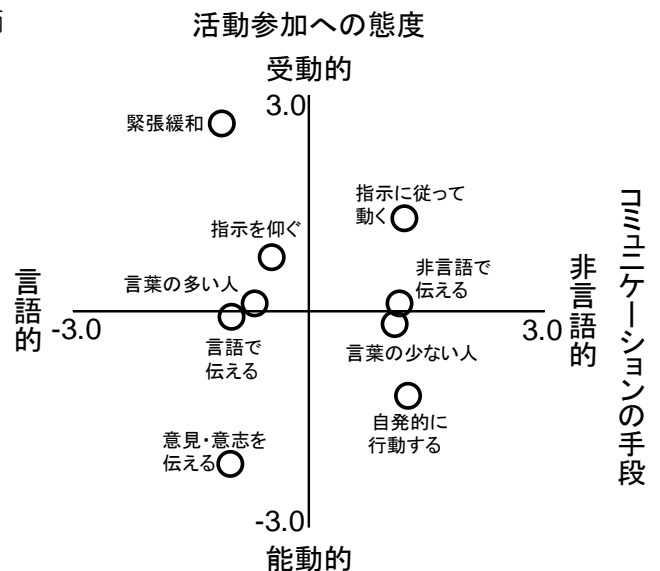 活動参加への態度
受動的
3.0
緊張緩和
指示に従って
動く
指示を仰ぐ
言葉の多い人
非言語で
伝える
言語的
-3.0
3.0
非言語的
コミュニケーションの手段
言語で
伝える
言葉の少ない人
自発的に
行動する
意見・意志を
伝える
-3.0
能動的